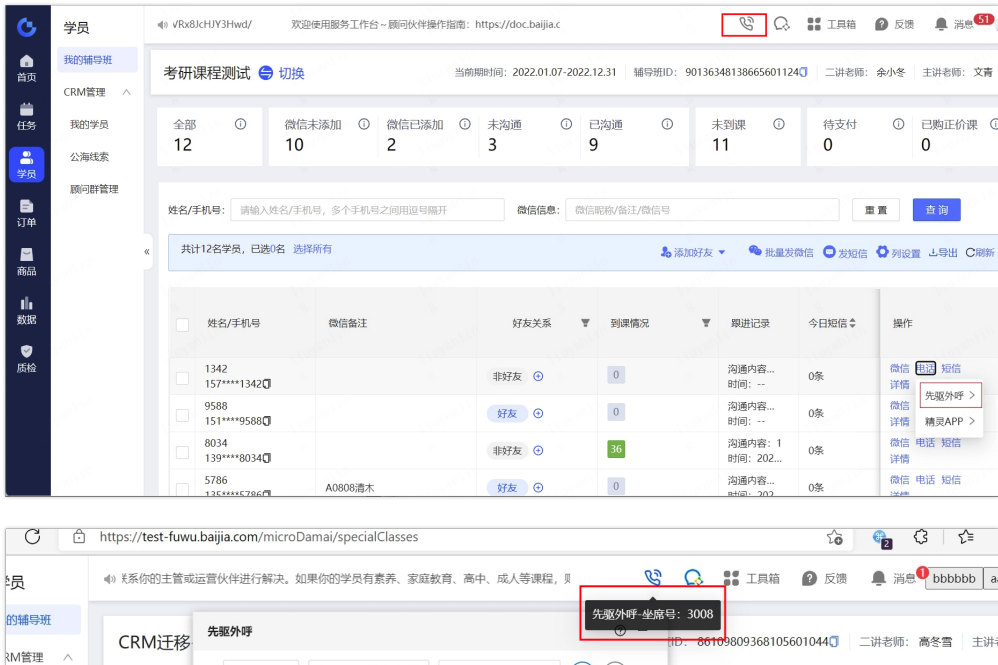 学员
√Rx8JcHJY3Hwd/ 欢迎使用服务工作台~顾问伙伴操作指南: https://doc.baijia.c
工具箱 反馈 消息 51
首页
任务
学员
订单
商品
数据
质检
我的辅导班
CRM管理
我的学员
公海线索
顾问群管理
考研课程测试 切换
当前期时间: 2022.01.07-2022.12.31 辅导班ID: 90136348138665601124 二讲老师: 余小冬 主讲老师: 文青
全部 微信未添加 微信已添加 未沟通 已沟通 未到课 待支付 已购正价课
12 10 2 3 9 11 0 0
姓名/手机号: 请输入姓名/手机号, 多个手机号之间用逗号隔开 微信信息: 微信昵称/备注/微信号 重置 查询
«
共计12名学员, 已选0名 选择所有 添加好友 批量发微信 发短信 列设置 导出 刷新
姓名/手机号 微信备注 好友关系 到课情况 跟进记录 今日短信 操作
1342 沟通内容... 微信 电话 短信
157****1342 非好友 0 时间: -- 0条 详情
先驱外呼 >
精灵APP >
9588 沟通内容... 微信
151****9588 好友 0 时间: -- 0条 详情
8034 沟通内容: 1 微信 电话 短信
139****8034 非好友 36 时间: 202... 0条 详情
5786 A0808清木 好友 0 沟通内容... 0条 微信 电话 短信
135****5786 时间: 202 详情
https://test-fuwu.baijia.com/microDamai/specialClasses
2
学员
关系你的主管或运营伙伴进行解决。如果你的学员有素养、家庭教育、高中、成人等课程,
工具箱 反馈 消息 1 bbbbbb
的辅导班
RM管理
先驱外呼-坐席号: 3008
CRM迁移
先驱外呼
ID: 86109809368105601044 二讲老师: 高冬雪 主讲